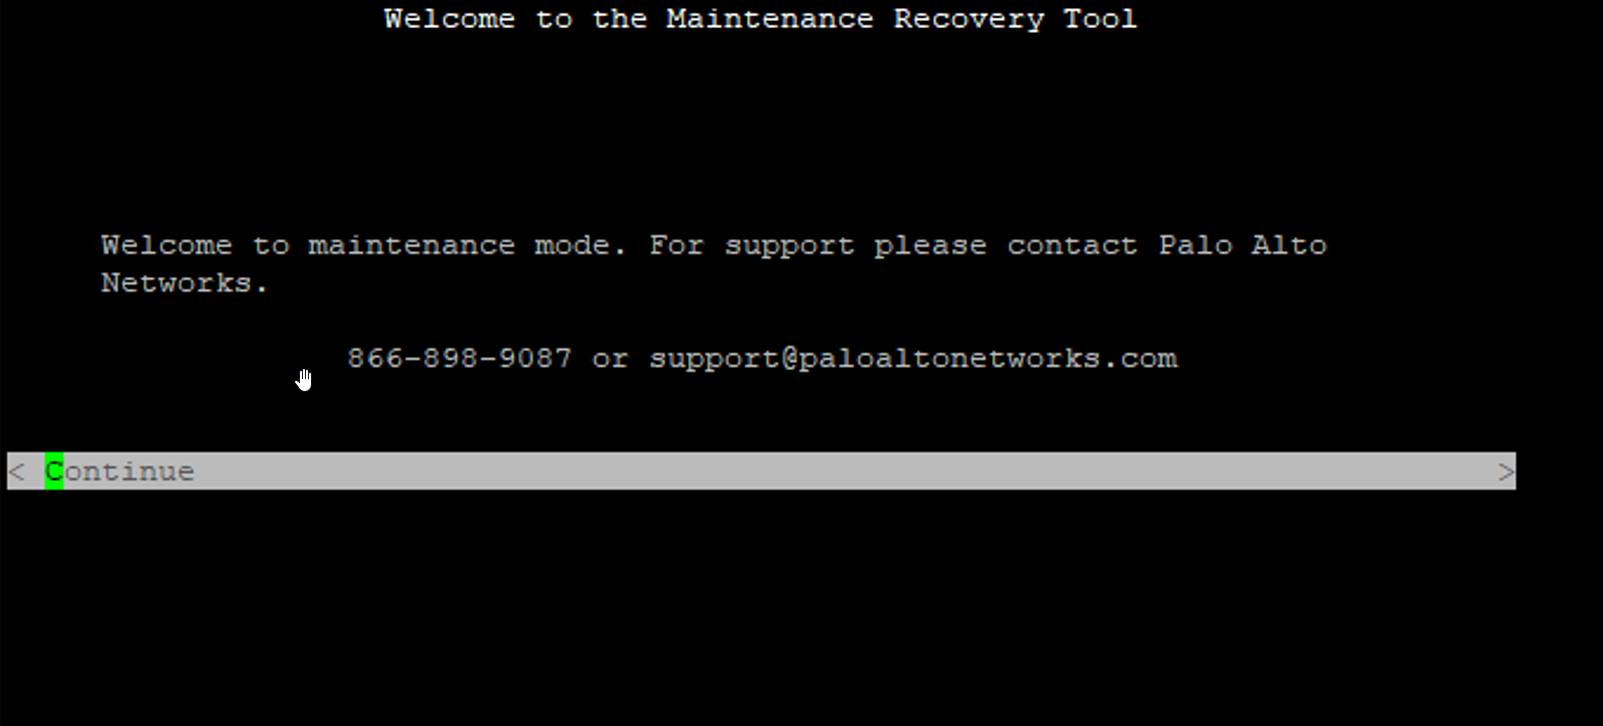 Welcome to the Maintenance Recovery Tool
Welcome to maintenance mode. For support please contact Palo Alto
Networks.
866-898-9087 or support@paloaltonetworks.com
< Continue >